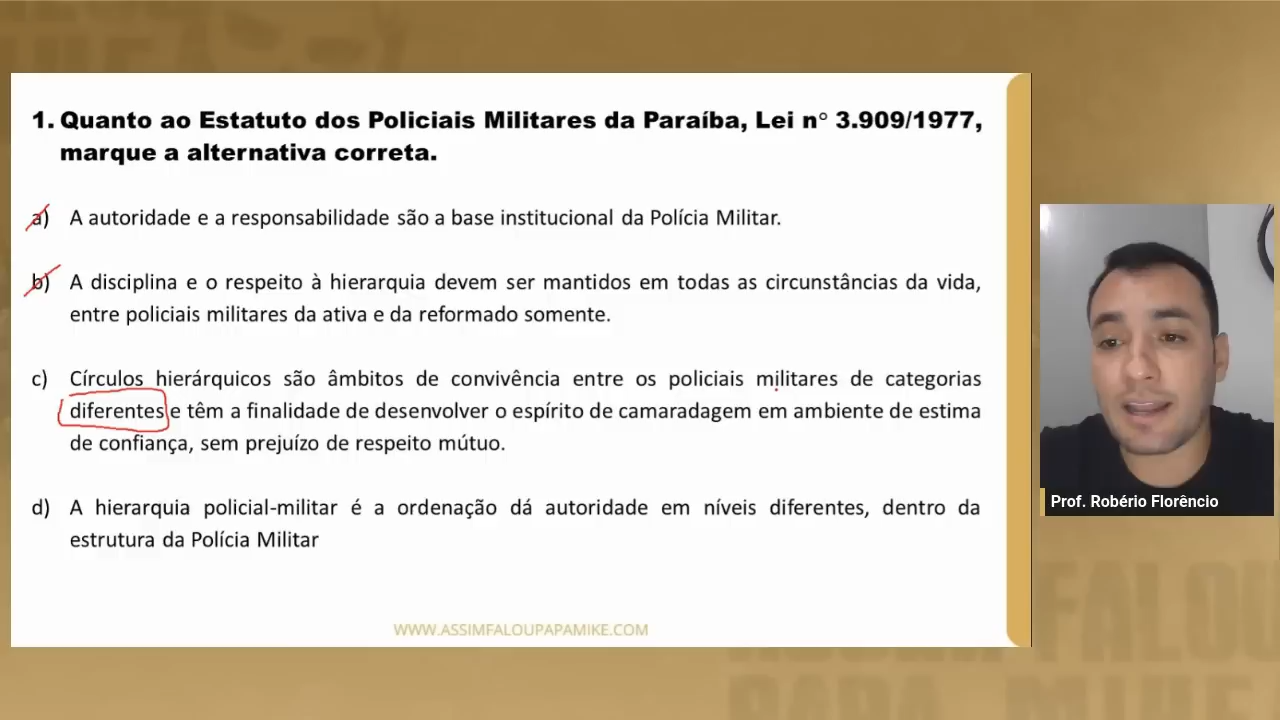 1. Quanto ao Estatuto dos Policiais Militares da Paraíba, Lei n° 3.909/1977,
marque a alternativa correta.
a) A autoridade e a responsabilidade são a base institucional da Polícia Militar.
b) A disciplina e o respeito à hierarquia devem ser mantidos em todas as circunstâncias da vida,
entre policiais militares da ativa e da reformado somente.
c) Círculos hierárquicos são âmbitos de convivência entre os policiais militares de categorias
diferentes e têm a finalidade de desenvolver o espírito de camaradagem em ambiente de estima
de confiança, sem prejuízo de respeito mútuo.
d) A hierarquia policial-militar é a ordenação dá autoridade em níveis diferentes, dentro da
estrutura da Polícia Militar
WWW.ASSIMFALOUPAPAMIKE.COM
Prof. Robério Florêncio